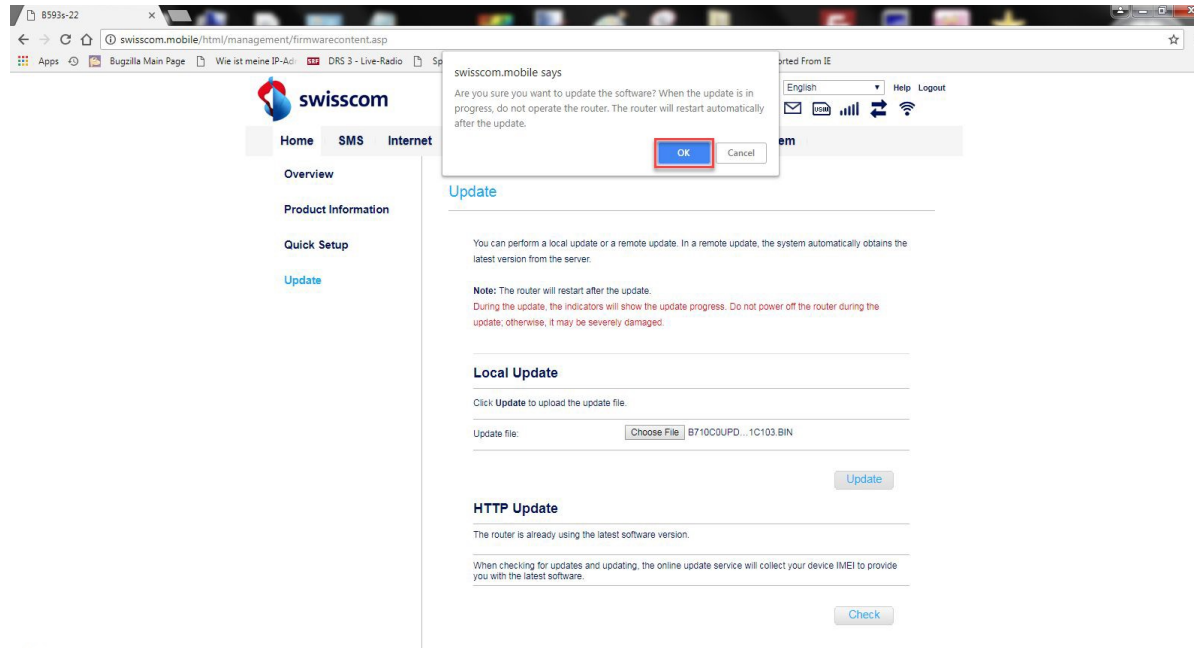 B593s-22
swisscom.mobile/html/management/firmwarecontent.asp
Apps Bugzilla Main Page Wie ist meine IP-Ad SRF DRS 3 - Live-Radio Sp orted From IE
swisscom.mobile says
Are you sure you want to update the software? When the update is in
progress, do not operate the router. The router will restart automatically
after the update.
OK Cancel
swisscom
English Help Logout
Home SMS Internet em
Overview
Product Information
Quick Setup
Update
Update
You can perform a local update or a remote update. In a remote update, the system automatically obtains the
latest version from the server.
Note: The router will restart after the update.
During the update, the indicators will show the update progress. Do not power off the router during the
update; otherwise, it may be severely damaged.
Local Update
Click Update to upload the update file.
Update file: Choose File B710C0UPD...1C103.BIN
Update
HTTP Update
The router is already using the latest software version.
When checking for updates and updating, the online update service will collect your device IMEI to provide
you with the latest software.
Check